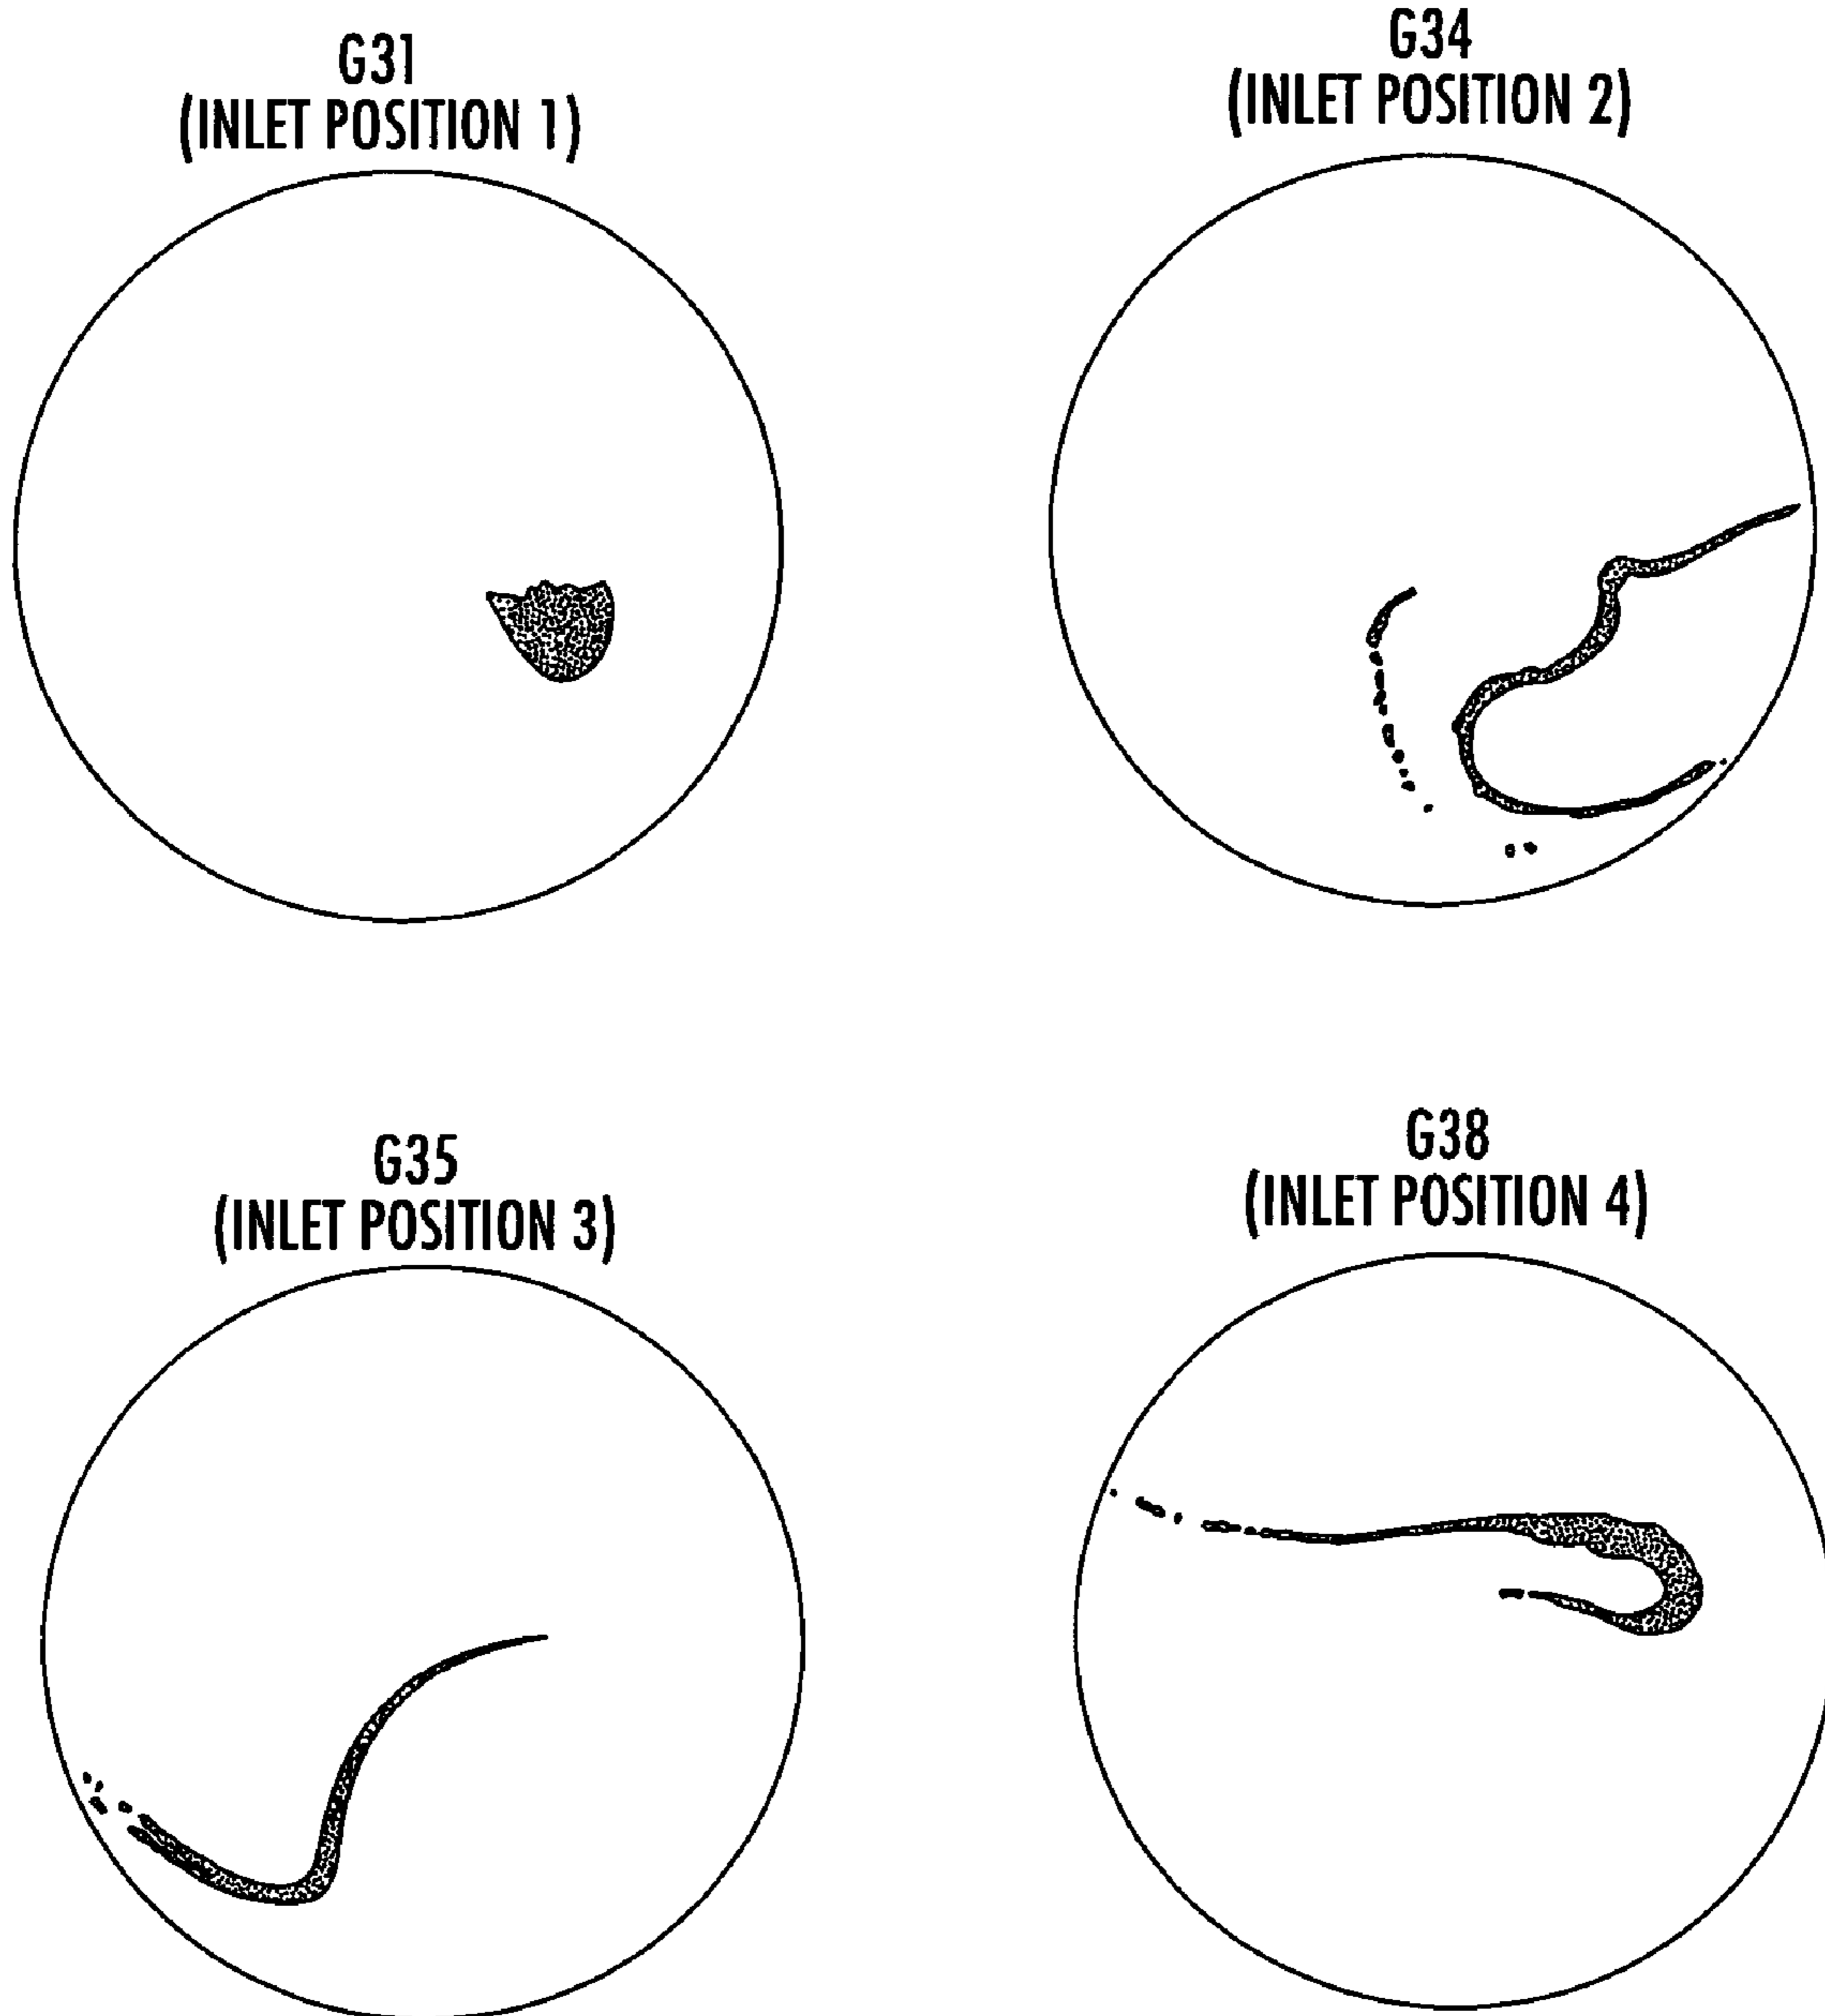 G31
(INLET POSITION 1)
G34
(INLET POSITION 2)
G35
(INLET POSITION 3)
G38
(INLET POSITION 4)